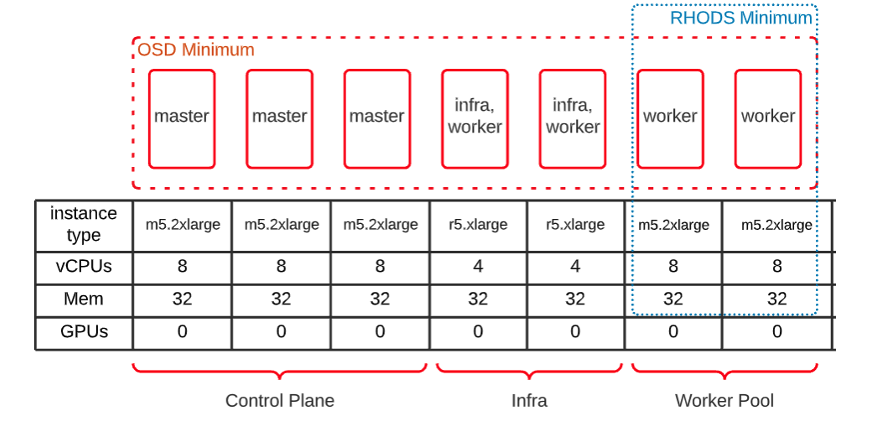 RHODS Minimum
OSD Minimum
master master master infra, worker infra, worker worker worker
instance type m5.2xlarge m5.2xlarge m5.2xlarge r5.xlarge r5.xlarge m5.2xlarge m5.2xlarge
vCPUs 8 8 8 4 4 8 8
Mem 32 32 32 32 32 32 32
GPUs 0 0 0 0 0 0 0
Control Plane Infra Worker Pool